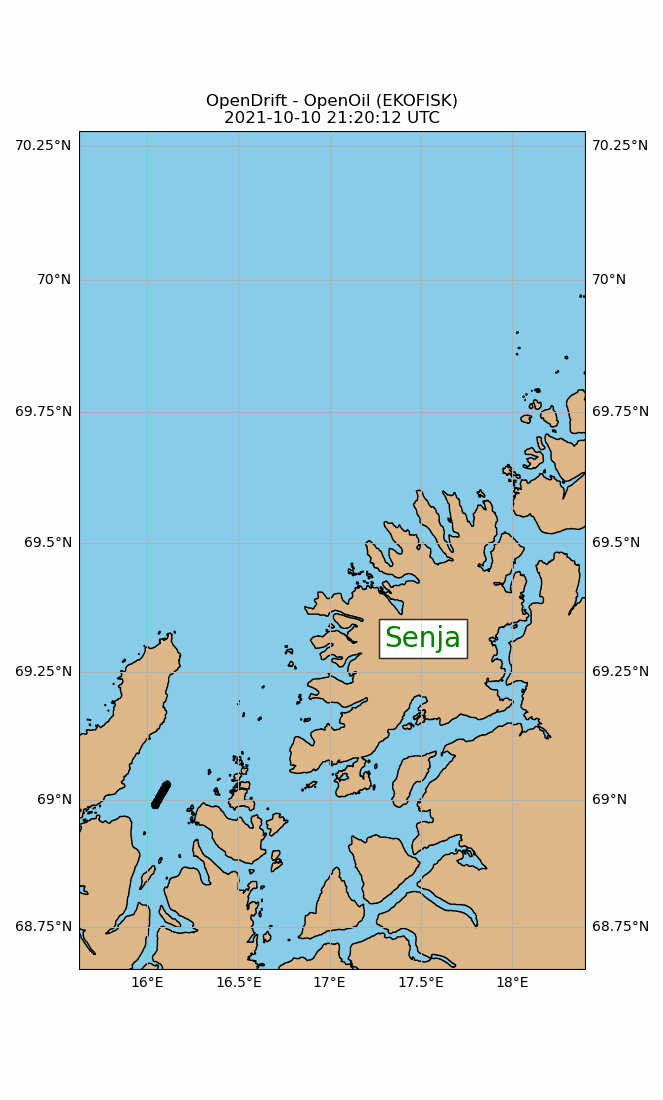 OpenDrift - OpenOil (EKOFISK)
2021-10-10 21:20:12 UTC
70.25°N 70.25°N
70°N 70°N
69.75°N 69.75°N
69.5°N 69.5°N
Senja
69.25°N 69.25°N
69°N 69°N
68.75°N 68.75°N
16°E 16.5°E 17°E 17.5°E 18°E